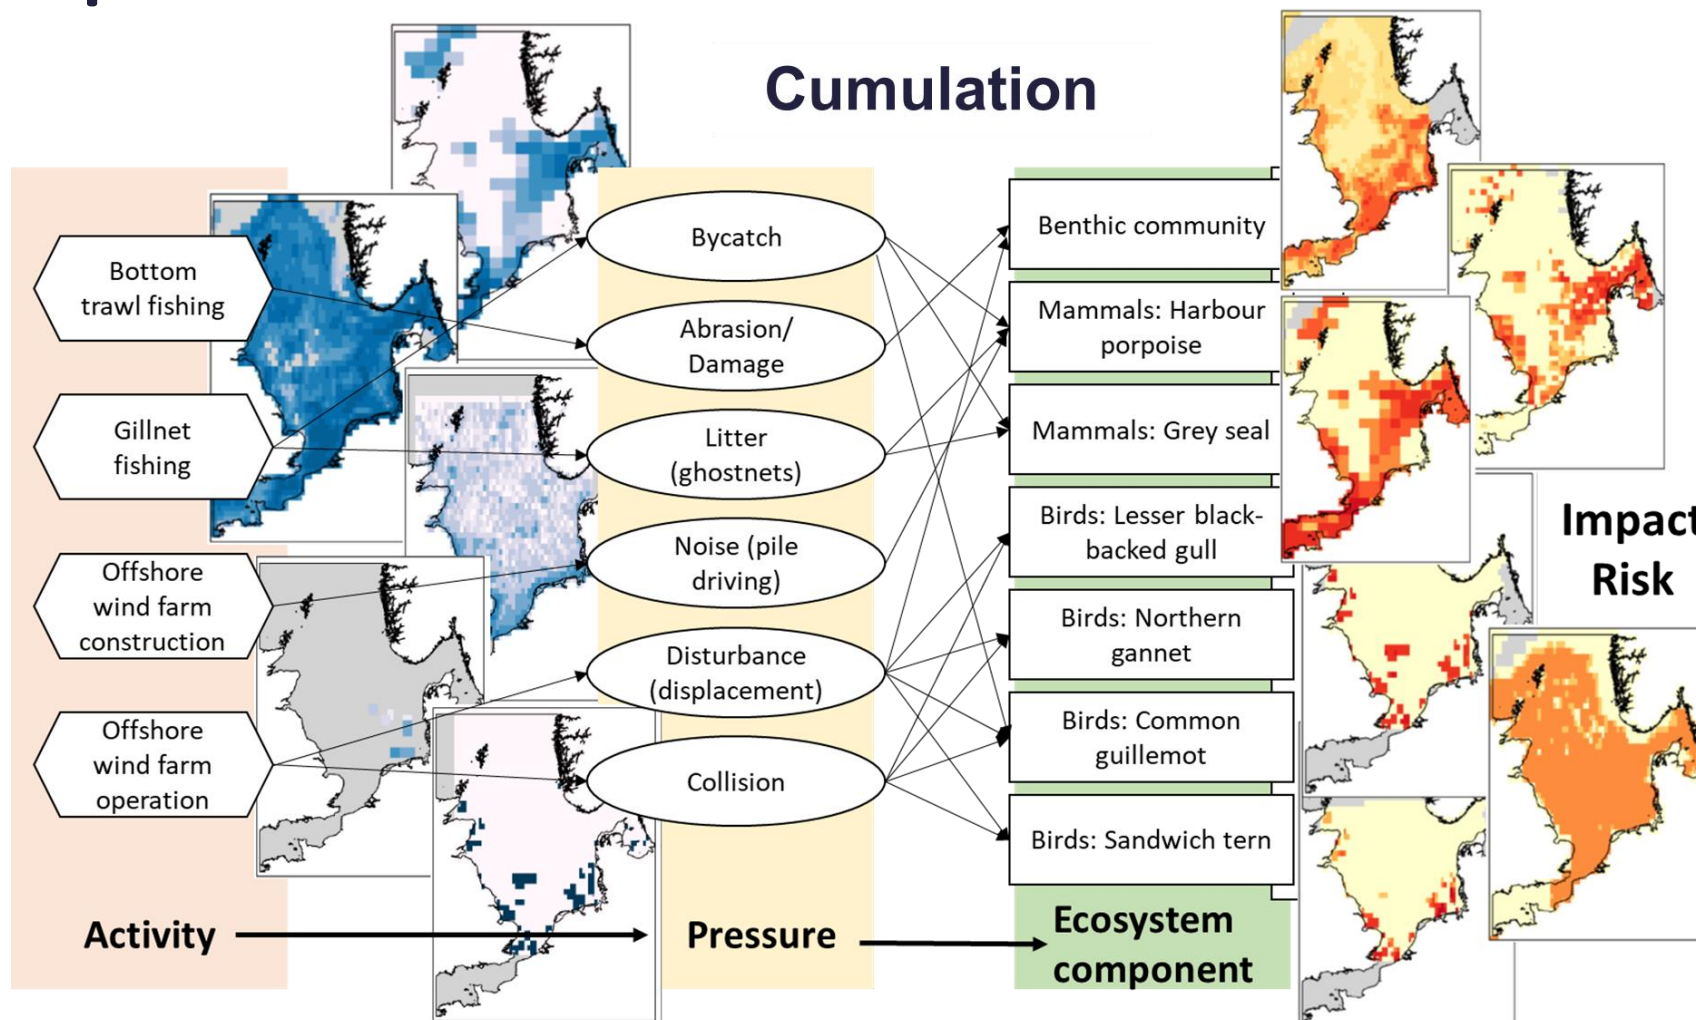 Cumulation
Bottom
trawl fishing
Gillnet
fishing
Offshore
wind farm
construction
Offshore
wind farm
operation
Activity
Bycatch
Abrasion/
Damage
Litter
(ghostnets)
Noise (pile
driving)
Disturbance
(displacement)
Collision
Pressure
Benthic community
Mammals: Harbour
porpoise
Mammals: Grey seal
Birds: Lesser black-
backed gull
Birds: Northern
gannet
Birds: Common
guillemot
Birds: Sandwich tern
Ecosystem
component
Impact
Risk